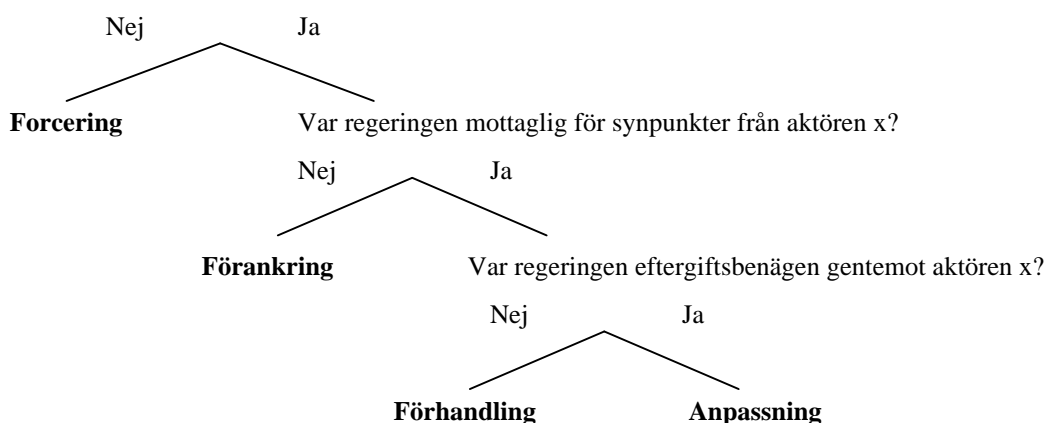 Nej Ja
Forcering Var regeringen mottaglig för synpunkter från aktören x?
Nej Ja
Förankring Var regeringen eftergiftsbenägen gentemot aktören x?
Nej Ja
Förhandling Anpassning